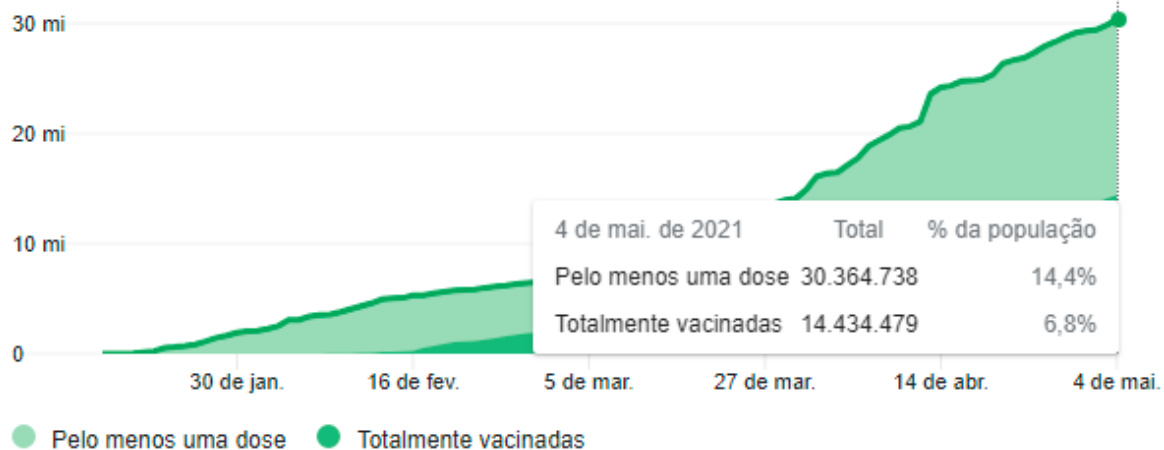 30 mi
20 mi
10 mi
0
4 de mai. de 2021 Total % da população
Pelo menos uma dose 30.364.738 14,4%
Totalmente vacinadas 14.434.479 6,8%
30 de jan. 16 de fev. 5 de mar. 27 de mar. 14 de abr. 4 de mai.
Pelo menos uma dose Totalmente vacinadas